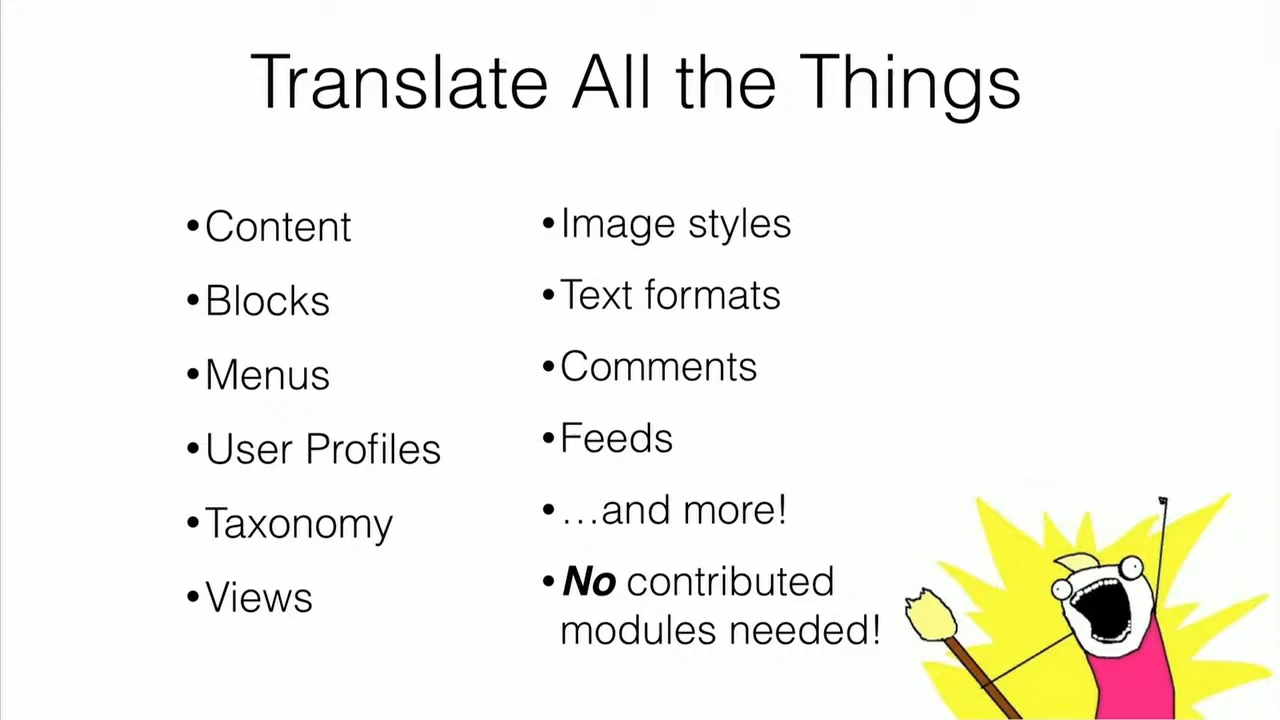 Translate All the Things
•Content
•Blocks
•Menus
•User Profiles
•Taxonomy
•Views
•Image styles
•Text formats
•Comments
•Feeds
•…and more!
•No contributed
modules needed!